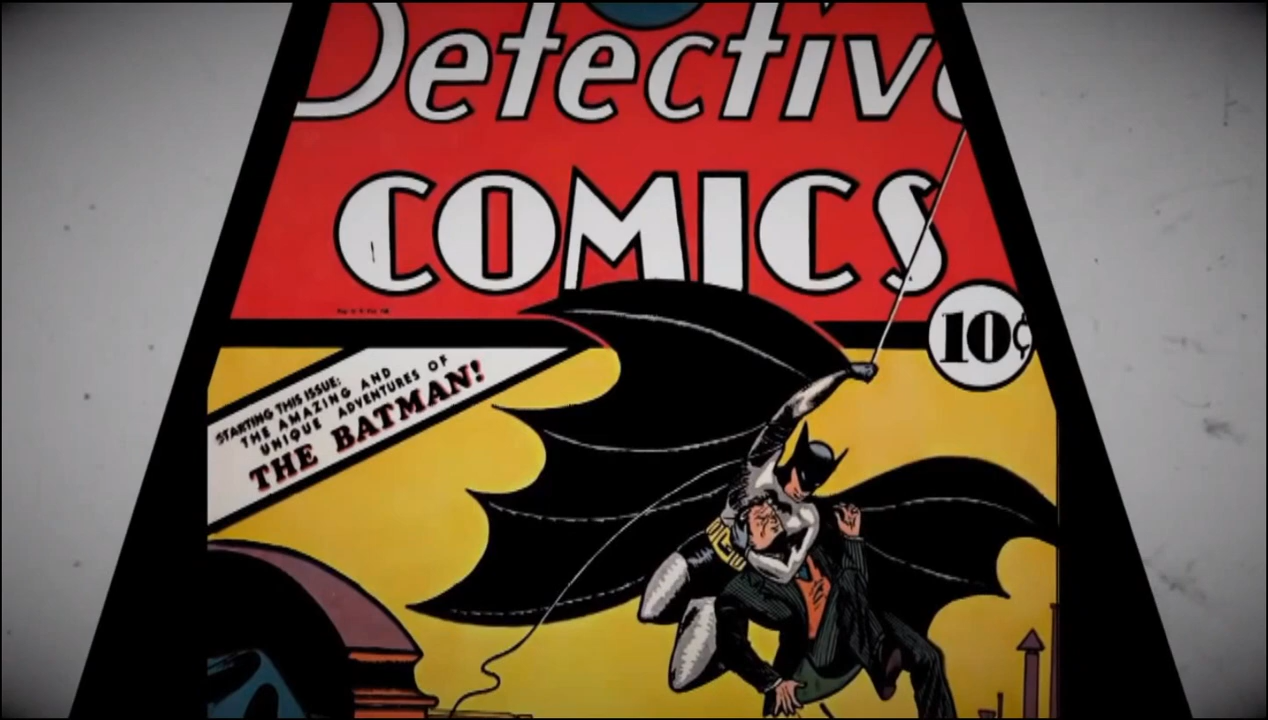 Detectiv
COMICS
10¢
STARTING THIS ISSUE:
THE AMAZING AND
UNIQUE ADVENTURES OF
THE BATMAN!